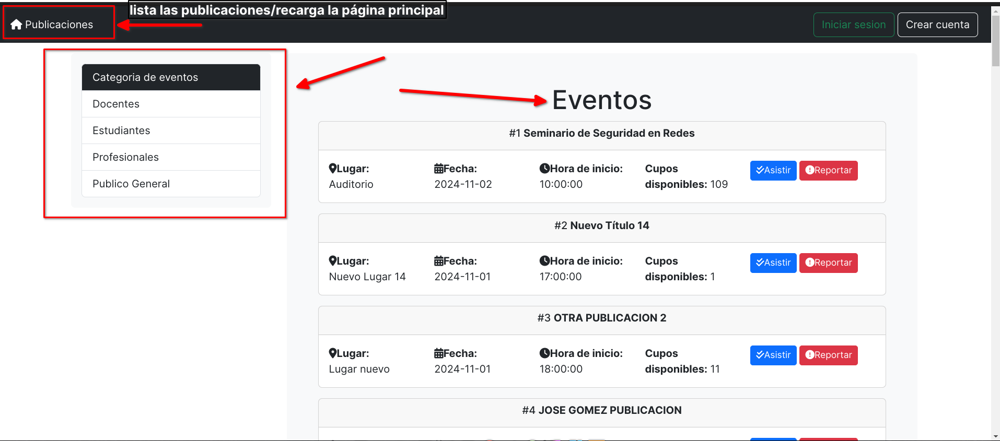 lista las publicaciones/recarga la página principal
Publicaciones
Iniciar sesion
Crear cuenta
Categoria de eventos
Docentes
Estudiantes
Profesionales
Publico General
Eventos
#1 Seminario de Seguridad en Redes
Lugar:
Auditorio
Fecha:
2024-11-02
Hora de inicio:
10:00:00
Cupos
disponibles: 109
Asistir
Reportar
#2 Nuevo Título 14
Lugar:
Nuevo Lugar 14
Fecha:
2024-11-01
Hora de inicio:
17:00:00
Cupos
disponibles: 1
Asistir
Reportar
#3 OTRA PUBLICACION 2
Lugar:
Lugar nuevo
Fecha:
2024-11-01
Hora de inicio:
18:00:00
Cupos
disponibles: 11
Asistir
Reportar
#4 JOSE GOMEZ PUBLICACION